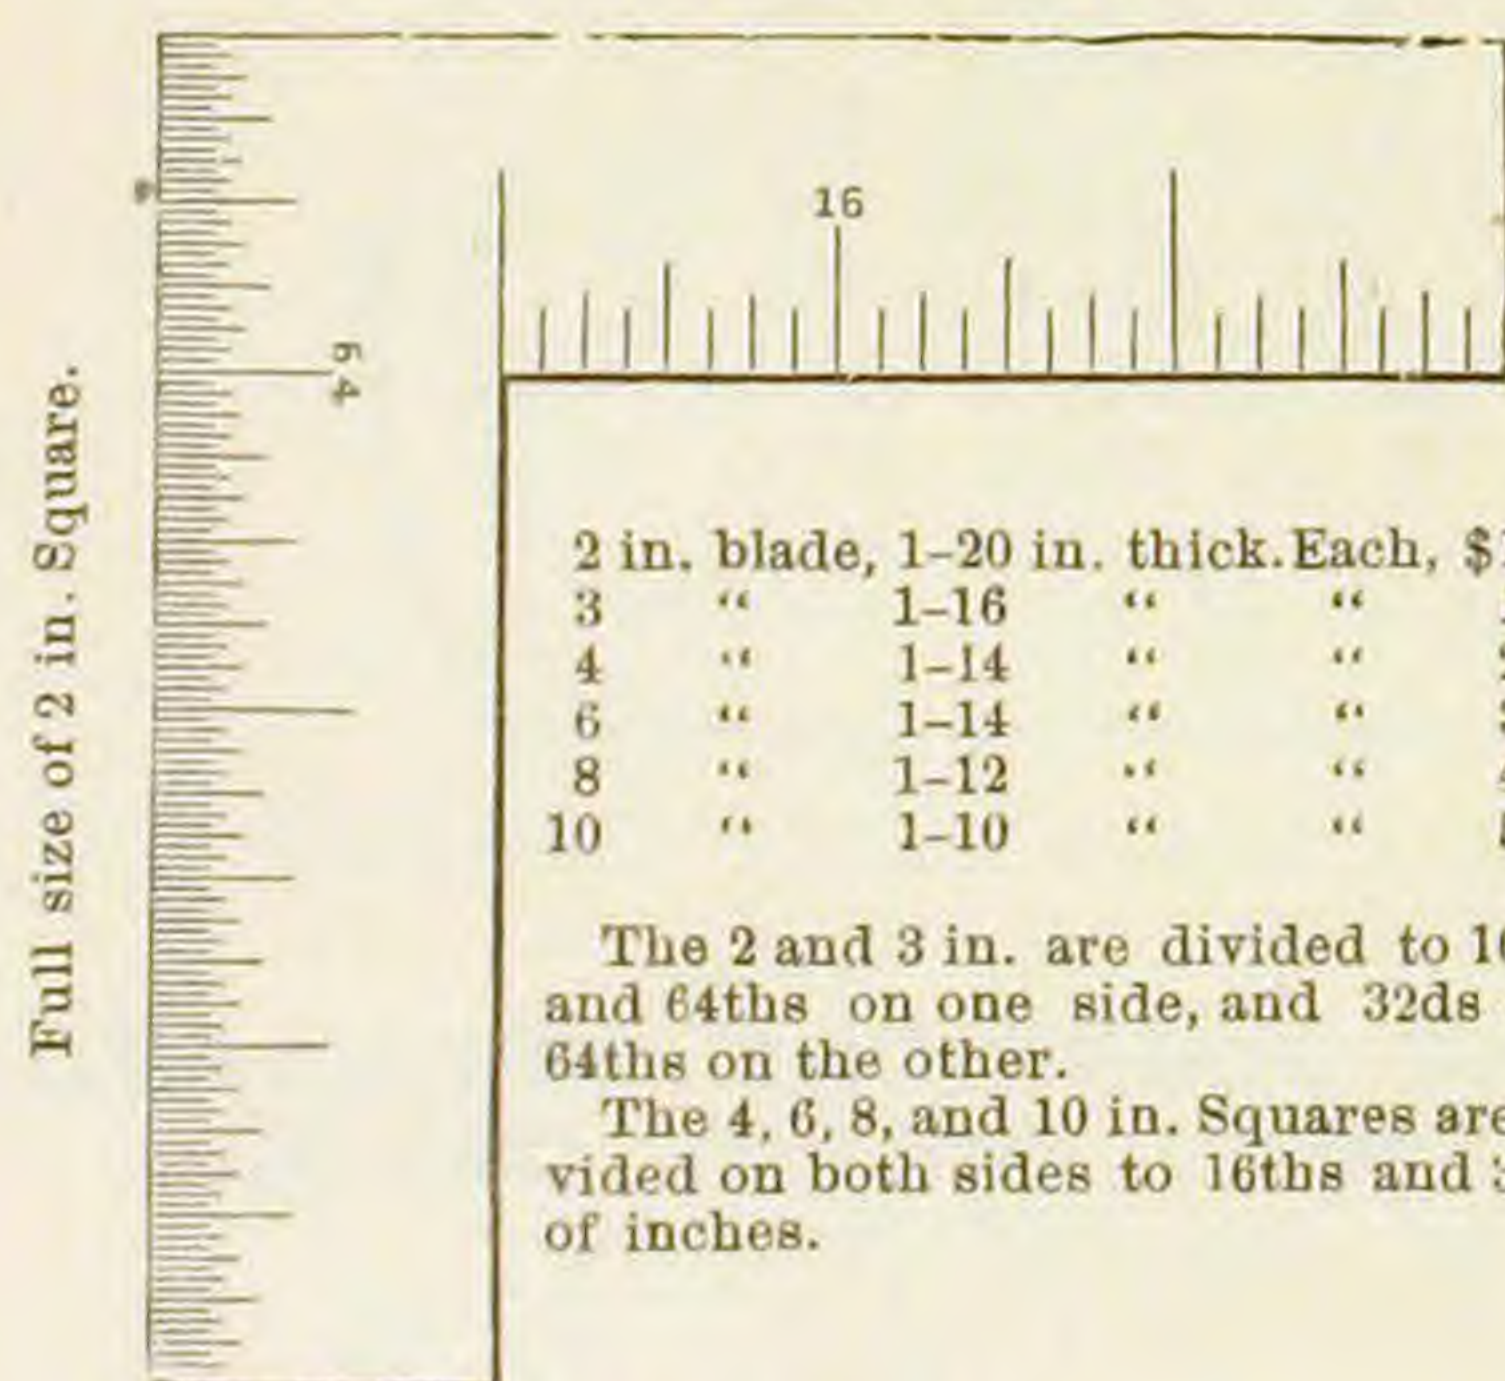 Full size of 2 in. Square.
64
16
2 in. blade, 1–20 in. thick. Each, $
3 “ 1–16 “ “
4 “ 1–14 “ “
6 “ 1–14 “ “
8 “ 1–12 “ “
10 “ 1–10 “ “
The 2 and 3 in. are divided to
and 64ths on one side, and 32ds
64ths on the other.
The 4, 6, 8, and 10 in. Squares are
vided on both sides to 16ths and
of inches.